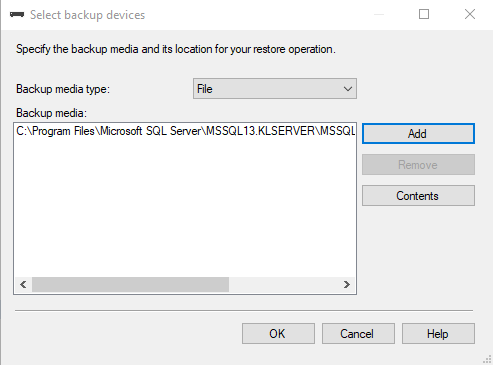 Select backup devices
Specify the backup media and its location for your restore operation.
Backup media type:
File
Backup media:
C:\Program Files\Microsoft SQL Server\MSSQL13.KLSERVER\MSSQL
Add
Remove
Contents
OK
Cancel
Help